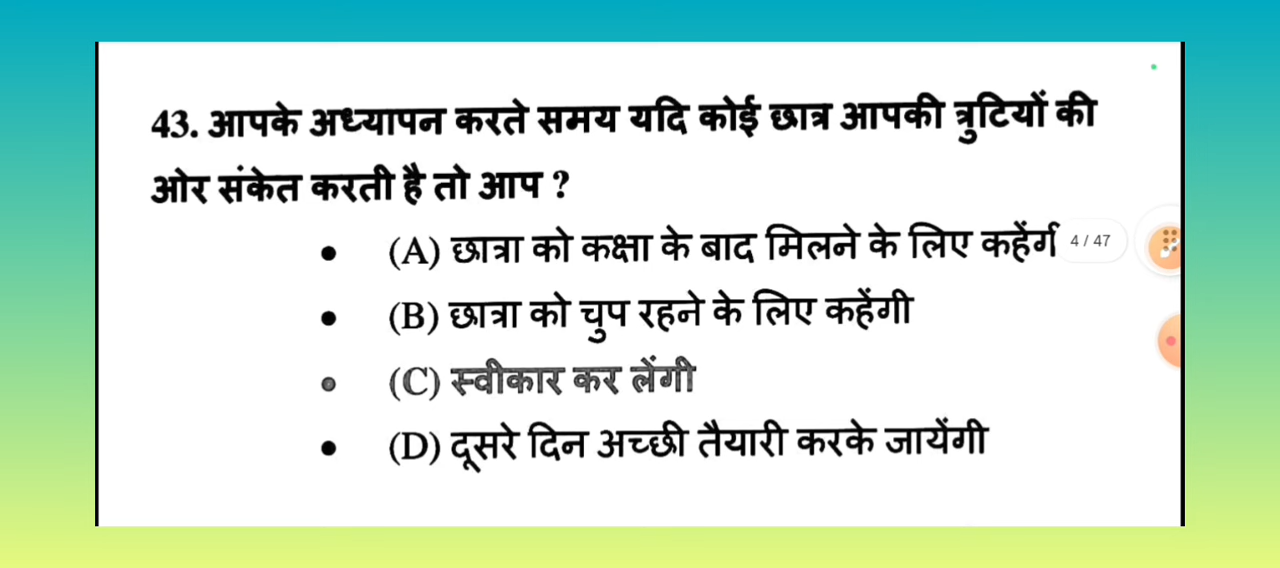 43. आपके अध्यापन करते समय यदि कोई छात्र आपकी त्रुटियों की
ओर संकेत करती है तो आप ?
• (A) छात्रा को कक्षा के बाद मिलने के लिए कहेंगी
4 / 47
• (B) छात्रा को चुप रहने के लिए कहेंगी
• (C) स्वीकार कर लेंगी
• (D) दूसरे दिन अच्छी तैयारी करके जायेंगी